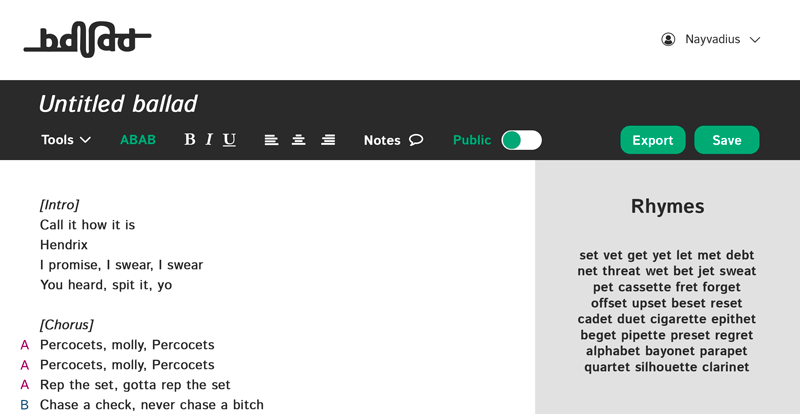 ballad
Nayvadius
Untitled ballad
Tools ABAB B I U Notes Public Export Save
[Intro]
Call it how it is
Hendrix
I promise, I swear, I swear
You heard, spit it, yo
[Chorus]
A Percocets, molly, Percocets
A Percocets, molly, Percocets
A Rep the set, gotta rep the set
B Chase a check, never chase a bitch
Rhymes
set vet get yet let met debt
net threat wet bet jet sweat
pet cassette fret forget
offset upset beset reset
cadet duet cigarette epithet
beget pipette preset regret
alphabet bayonet parapet
quartet silhouette clarinet